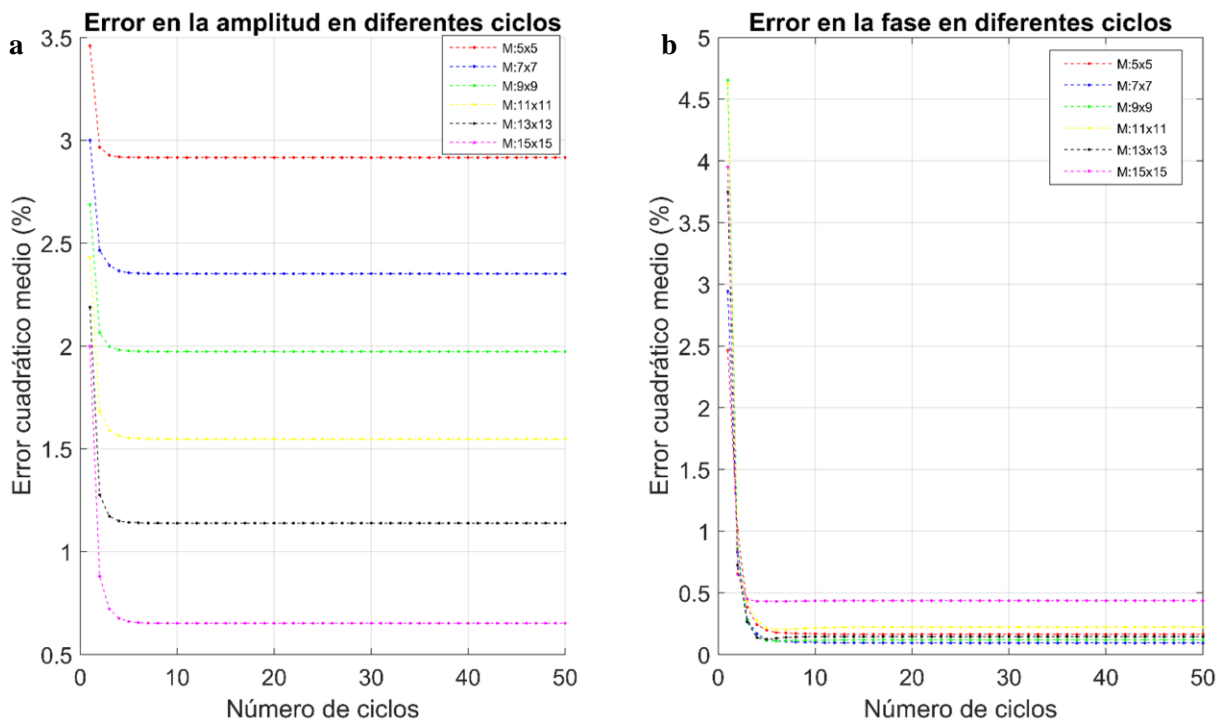 a
Error en la amplitud en diferentes ciclos
3.5
3
2.5
2
1.5
1
0.5
Error cuadrático medio (%)
0
10
20
30
40
50
Número de ciclos
M:5x5
M:7x7
M:9x9
M:11x11
M:13x13
M:15x15
b
Error en la fase en diferentes ciclos
5
4.5
4
3.5
3
2.5
2
1.5
1
0.5
0
Error cuadrático medio (%)
0
10
20
30
40
50
Número de ciclos
M:5x5
M:7x7
M:9x9
M:11x11
M:13x13
M:15x15